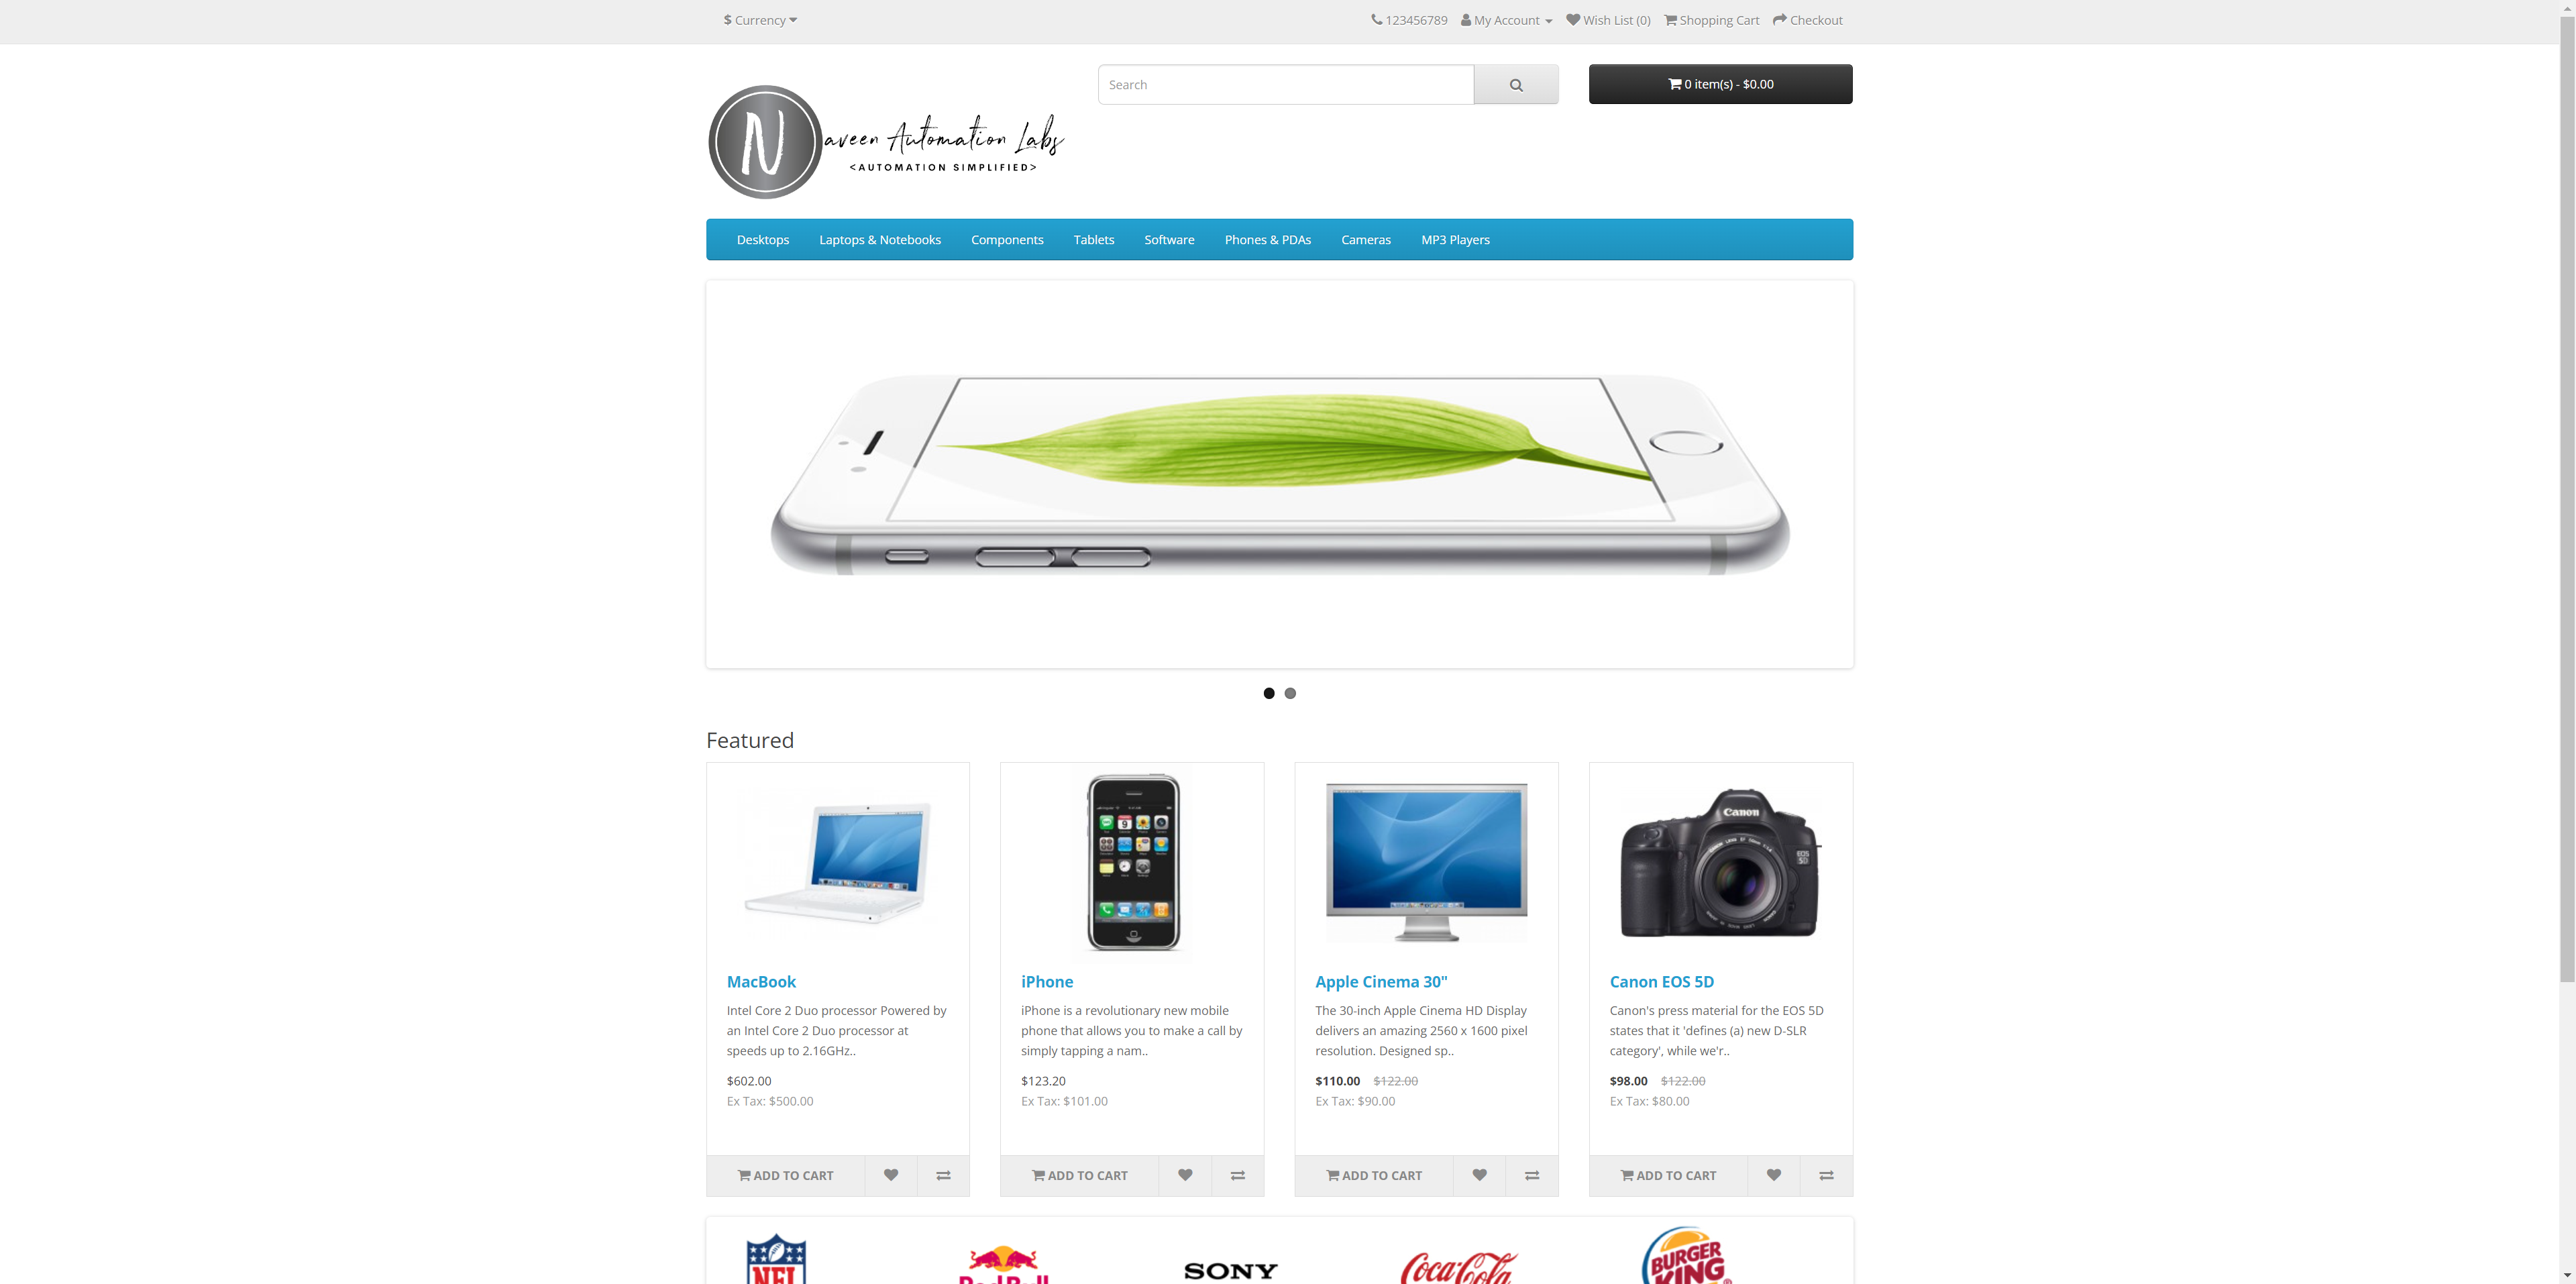 $ Currency
123456789 My Account Wish List (0) Shopping Cart Checkout
Search
0 item(s) - $0.00
N
aveen Automation Labs
<AUTOMATION SIMPLIFIED>
Desktops Laptops & Notebooks Components Tablets Software Phones & PDAs Cameras MP3 Players
Featured
Canon
EOS
5D
MacBook
Intel Core 2 Duo processor Powered by
an Intel Core 2 Duo processor at
speeds up to 2.16GHz..
$602.00
Ex Tax: $500.00
ADD TO CART
iPhone
iPhone is a revolutionary new mobile
phone that allows you to make a call by
simply tapping a nam..
$123.20
Ex Tax: $101.00
ADD TO CART
Apple Cinema 30"
The 30-inch Apple Cinema HD Display
delivers an amazing 2560 x 1600 pixel
resolution. Designed sp..
$110.00 $122.00
Ex Tax: $90.00
ADD TO CART
Canon EOS 5D
Canon's press material for the EOS 5D
states that it 'defines (a) new D-SLR
category', while we'r..
$98.00 $122.00
Ex Tax: $80.00
ADD TO CART
NFL
Red Bull
SONY
Coca-Cola
BURGER
KING